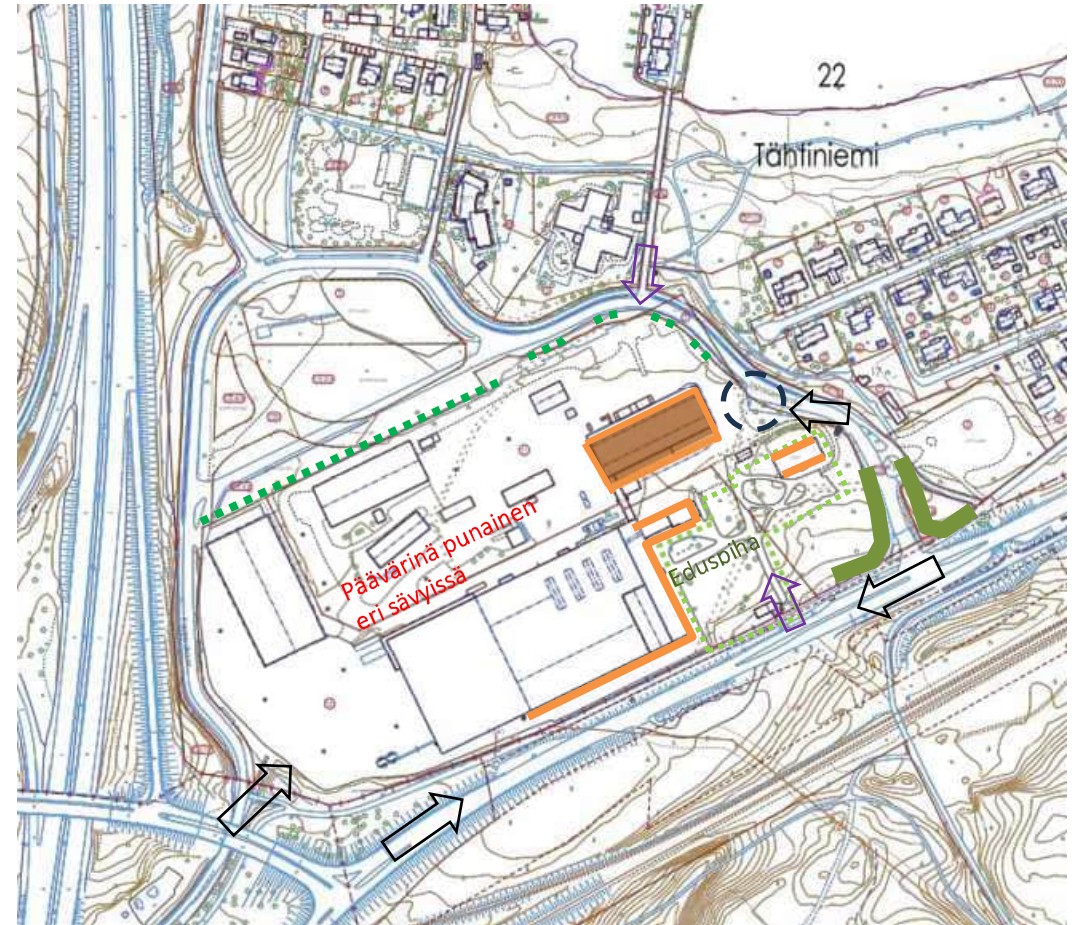 22
Tähtiniemi
Päävärinä punainen
eri sävyissä
Eduspiha